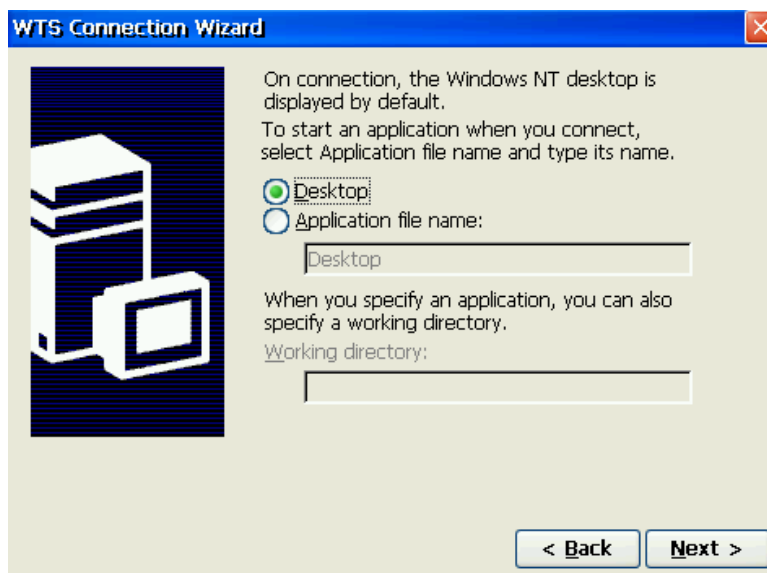 WTS Connection Wizard
On connection, the Windows NT desktop is
displayed by default.
To start an application when you connect,
select Application file name and type its name.
Desktop
Application file name:
Desktop
When you specify an application, you can also
specify a working directory.
Working directory:
< Back
Next >